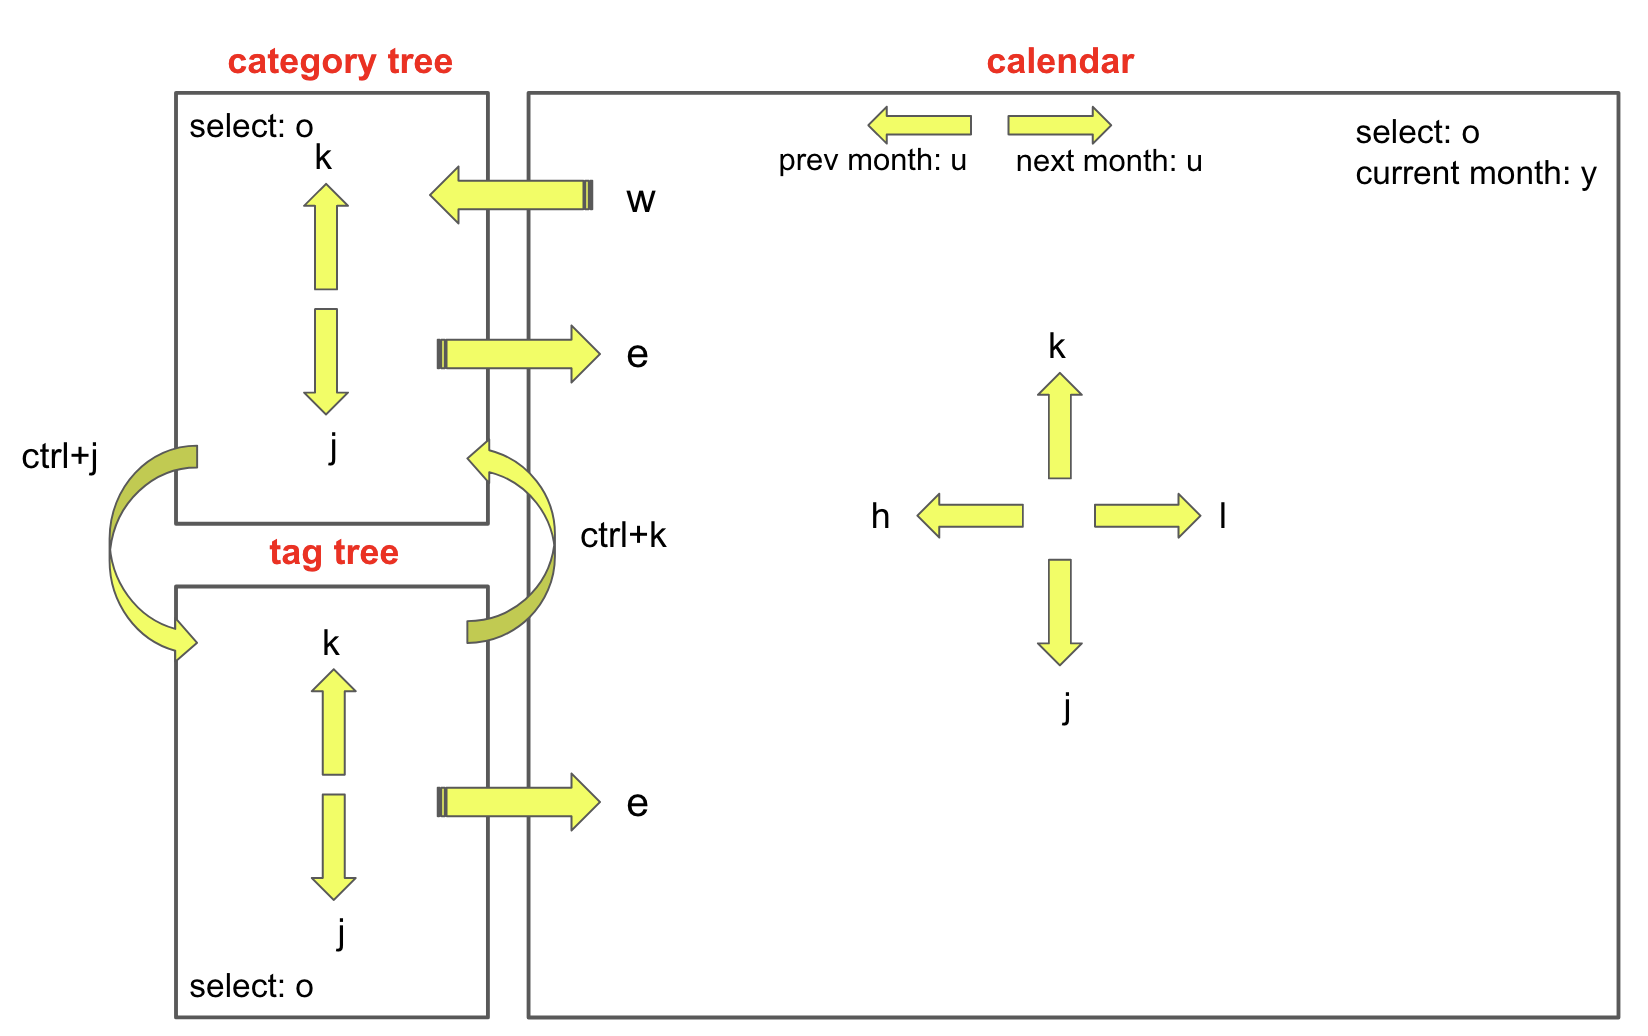 category tree
calendar
select: o
k
prev month: u
next month: u
select: o
current month: y
w
e
k
j
ctrl+j
h
l
ctrl+k
tag tree
k
j
e
j
select: o